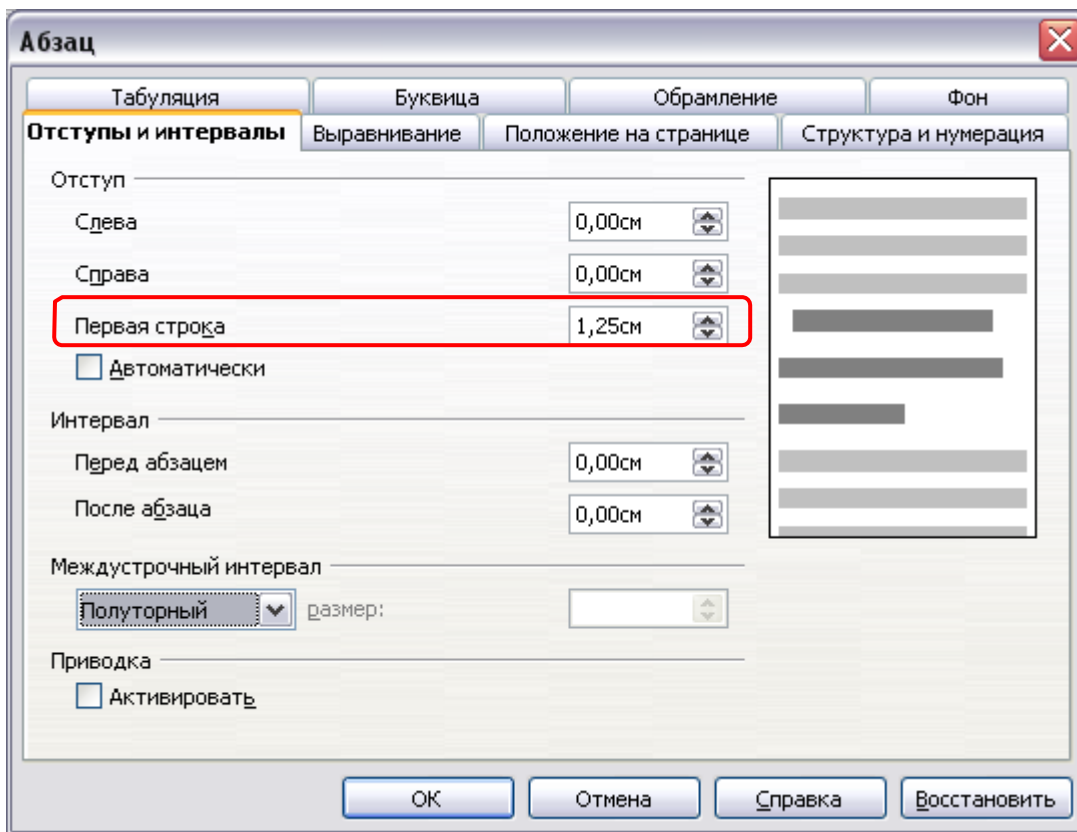 Абзац
Табуляция Буквица Обрамление Фон
Отступы и интервалы Выравнивание Положение на странице Структура и нумерация
Отступ
Слева 0,00см
Справа 0,00см
Первая строка 1,25см
Автоматически
Интервал
Перед абзацем 0,00см
После абзаца 0,00см
Междустрочный интервал
Полуторный размер:
Приводка
Активировать
ОК Отмена Справка Восстановить